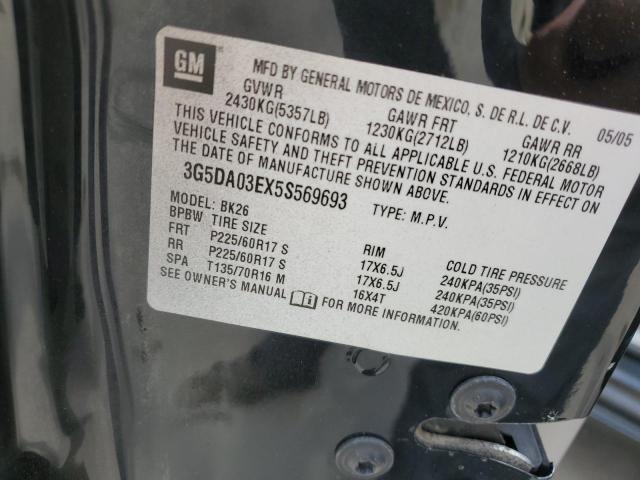 GM
MFD BY GENERAL MOTORS DE MEXICO, S. DE R.L. DE C.V. 05/05
GVWR GAWR FRT GAWR RR
2430KG(5357LB) 1230KG(2712LB) 1210KG(2668LB)
THIS VEHICLE CONFORMS TO ALL APPLICABLE U.S. FEDERAL MOTOR
VEHICLE SAFETY AND THEFT PREVENTION STANDARDS IN EFFECT ON
THE DATE OF MANUFACTURE SHOWN ABOVE.
3G5DA03EX5S569693 TYPE: M.P.V.
MODEL: BK26
BPBW TIRE SIZE RIM COLD TIRE PRESSURE
FRT P225/60R17 S 17X6.5J 240KPA(35PSI)
RR P225/60R17 S 17X6.5J 240KPA(35PSI)
SPA T135/70R16 M 16X4T 420KPA(60PSI)
SEE OWNER'S MANUAL FOR MORE INFORMATION.